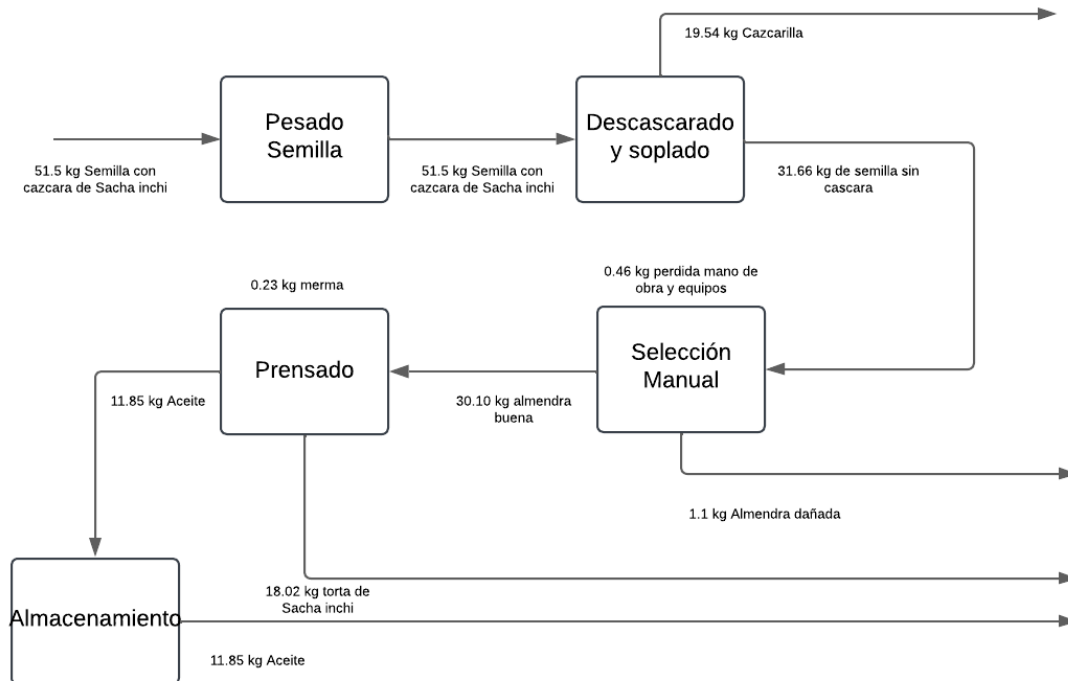 19.54 kg Cazcarilla
Pesado
Semilla
Descascarado
y soplado
51.5 kg Semilla con
cazcara de Sacha inchi
51.5 kg Semilla con
cazcara de Sacha inchi
31.66 kg de semilla sin
cascara
0.23 kg merma
0.46 kg perdida mano de
obra y equipos
Prensado
Selección
Manual
11.85 kg Aceite
30.10 kg almendra
buena
1.1 kg Almendra dañada
18.02 kg torta de
Sacha inchi
Almacenamiento
11.85 kg Aceite